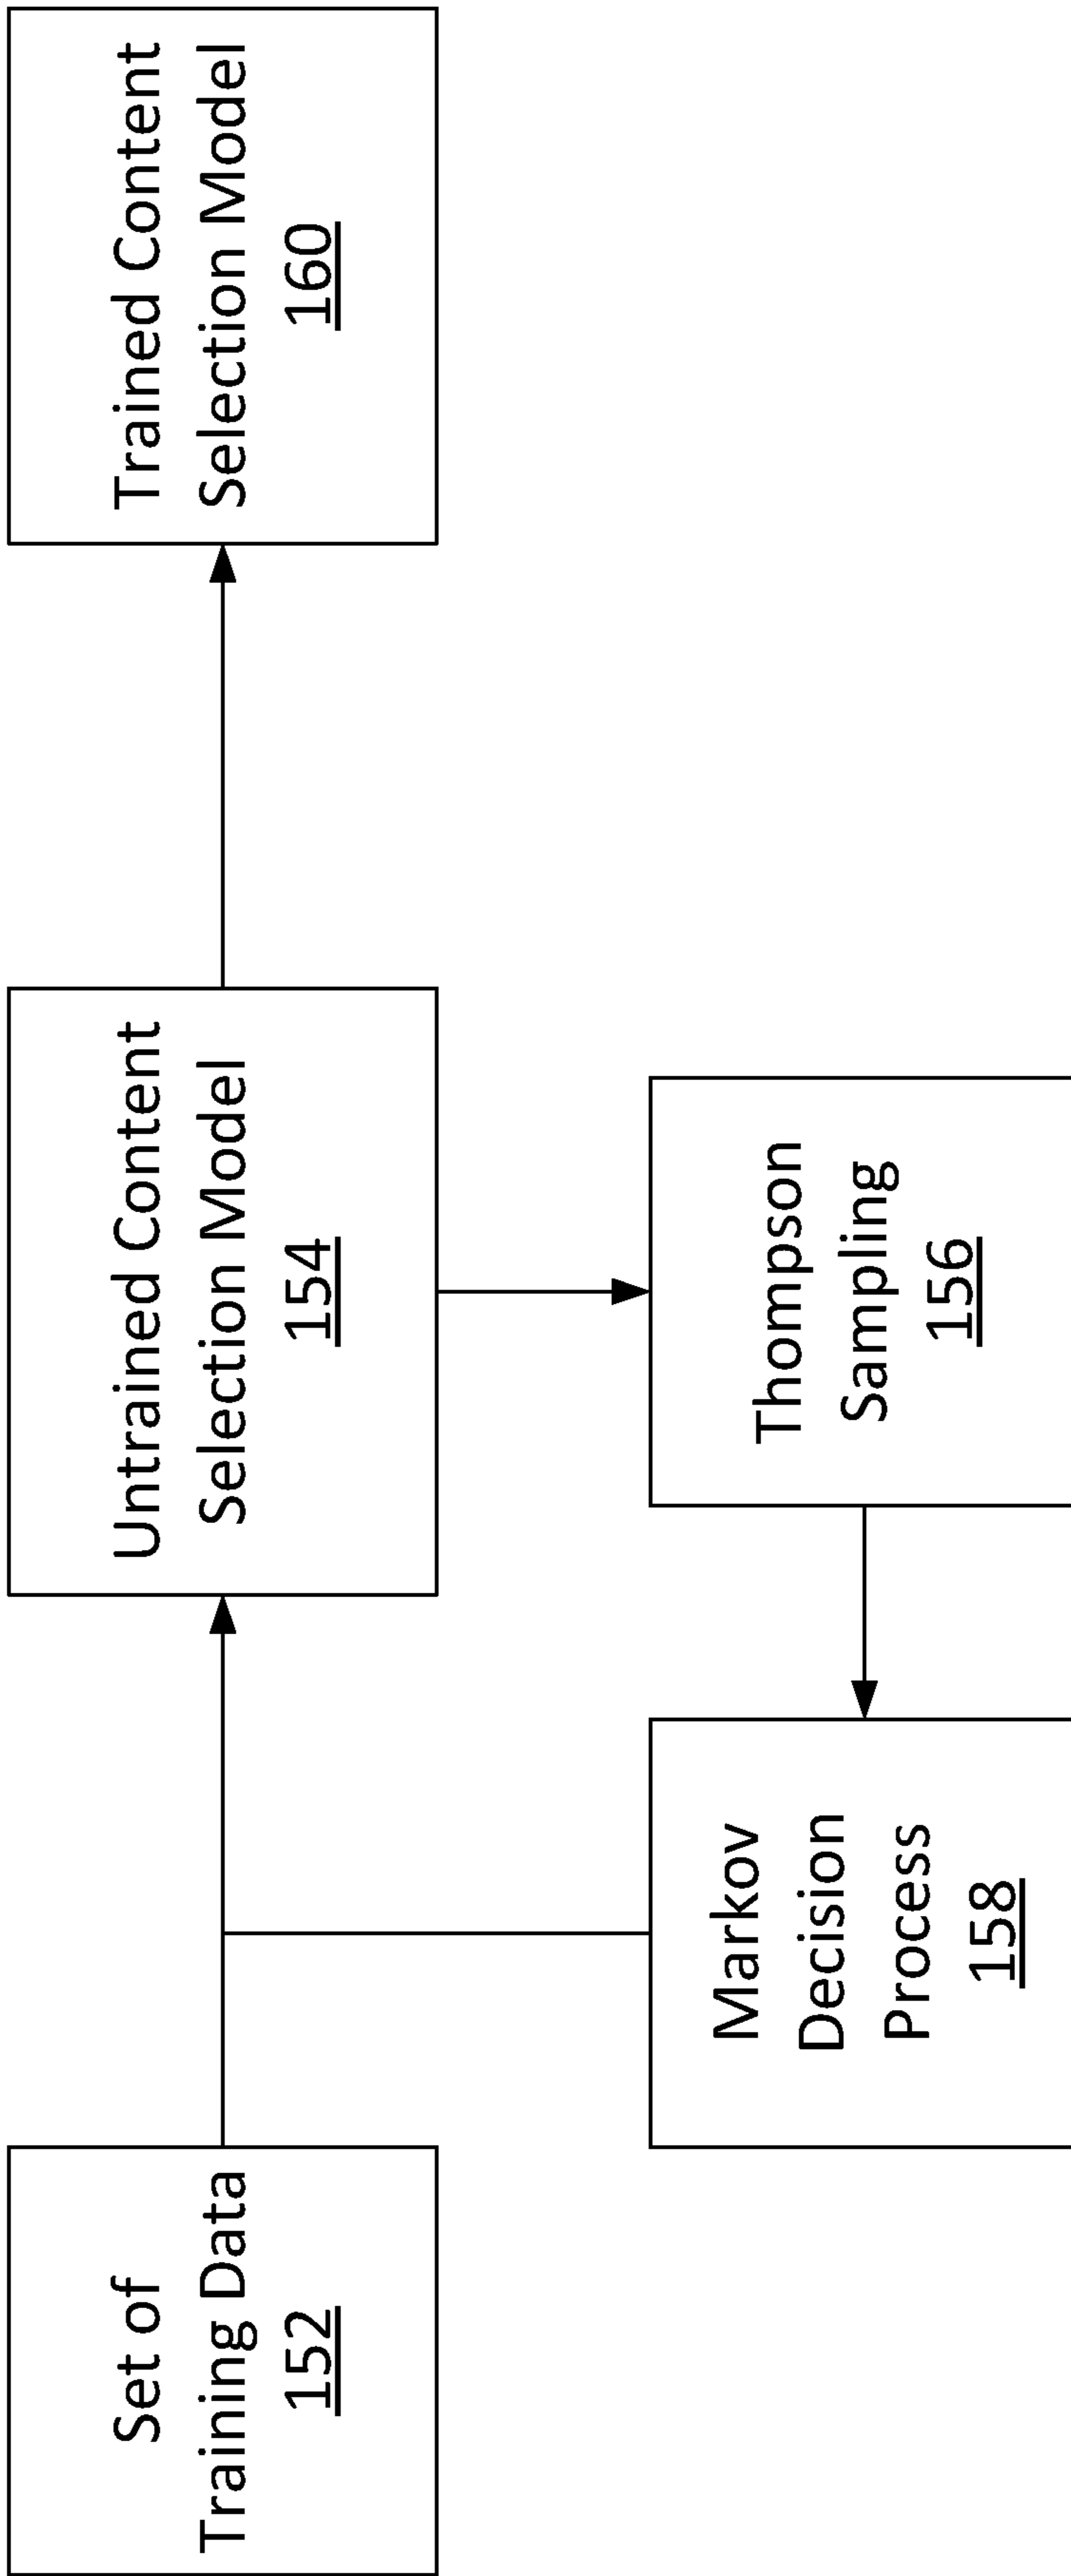 Set of
Training Data
152
Untrained Content
Selection Model
154
Trained Content
Selection Model
160
Markov
Decision
Process
158
Thompson
Sampling
156